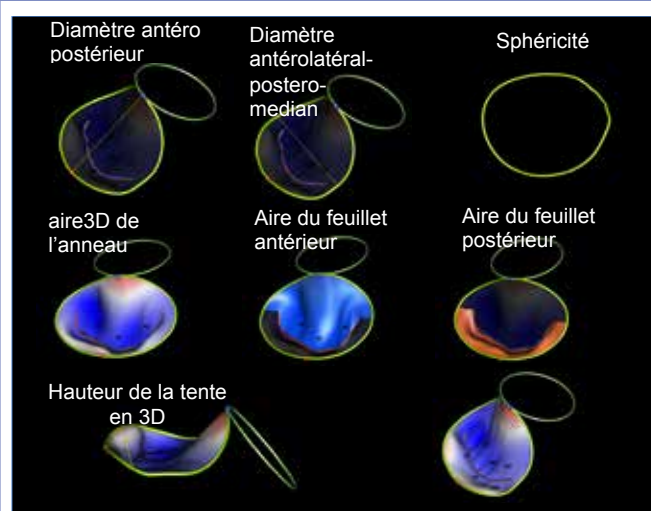 Diamètre antéro
postérieur
Diamètre
antérolatéral-
postero-
median
Sphéricité
aire3D de
l'anneau
Aire du feuillet
antérieur
Aire du feuillet
postérieur
Hauteur de la tente
en 3D